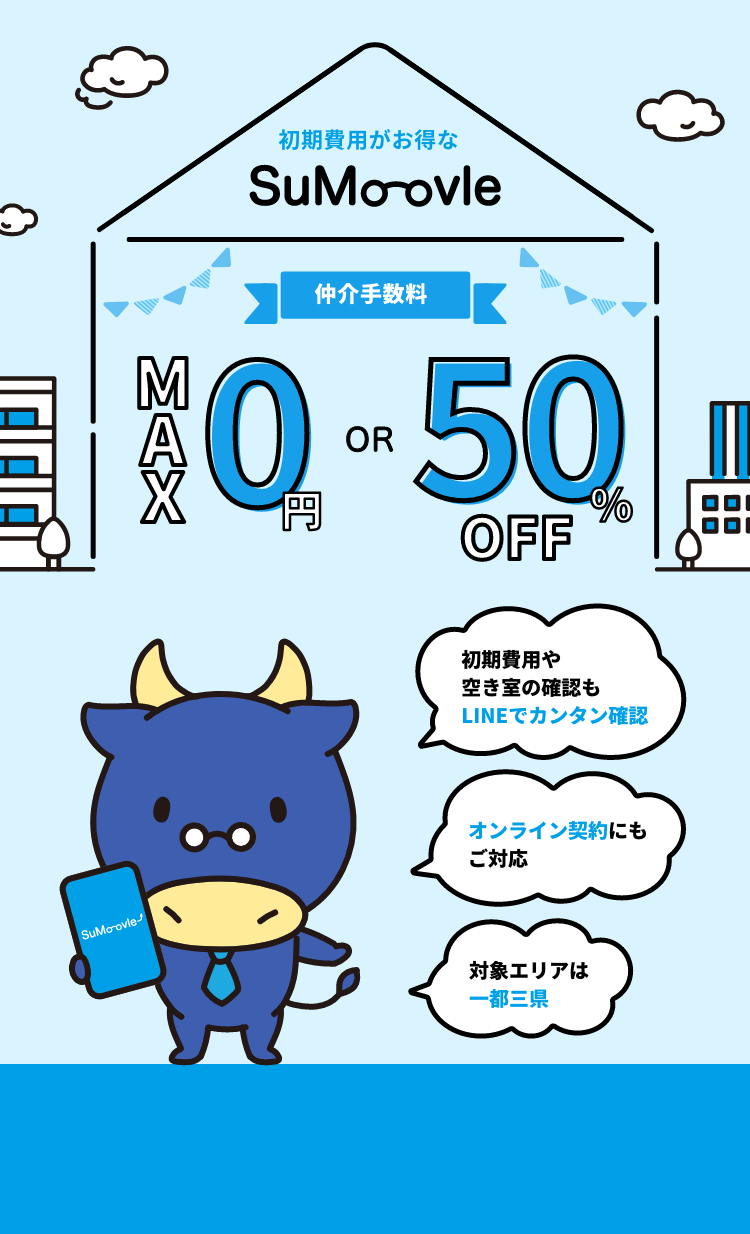 初期費用がお得な
SuMoovle
仲介手数料
MAX
0円
OR
50%
OFF
初期費用や
空き室の確認も
LINEでカンタン確認
オンライン契約にも
ご対応
対象エリアは
一都三県
SuMoovle